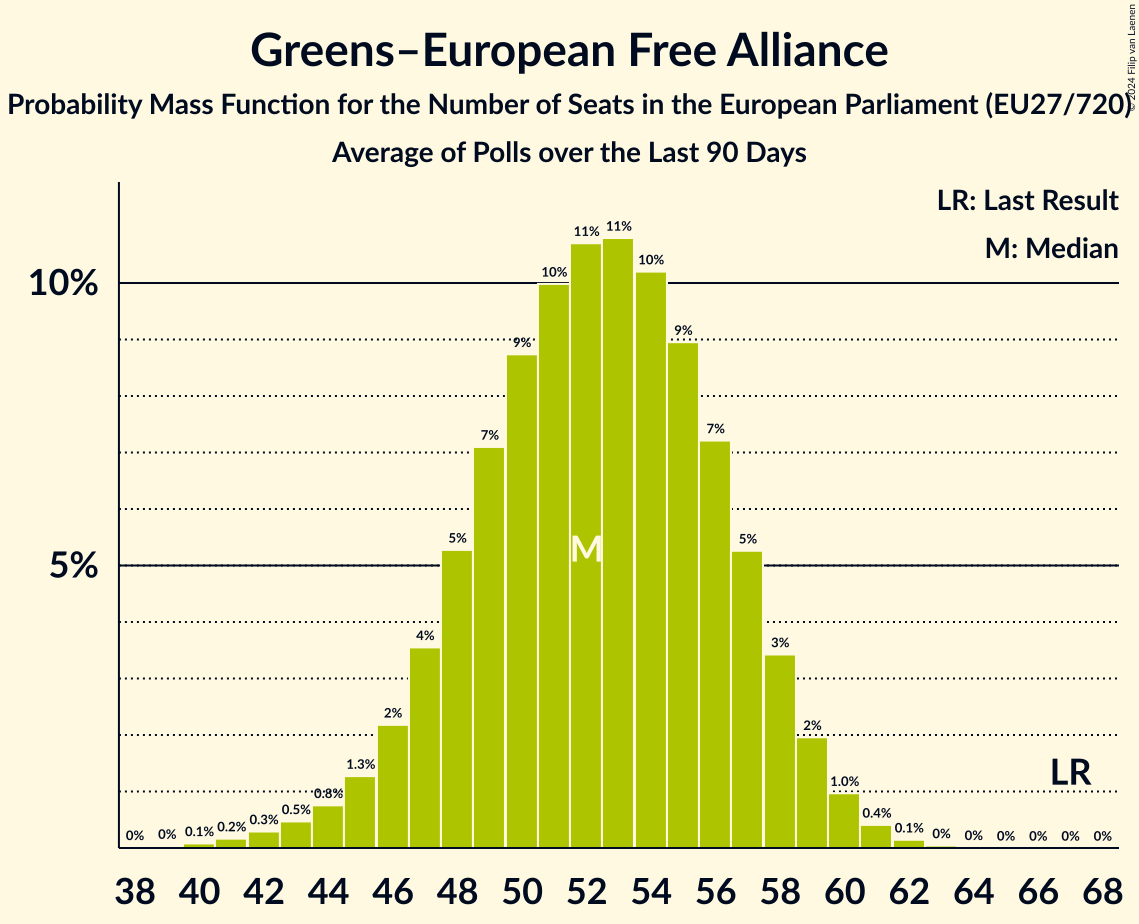 Greens–European Free Alliance
Probability Mass Function for the Number of Seats in the European Parliament (EU27/720)
Average of Polls over the Last 90 Days
© 2024 Filip van Laenen
LR: Last Result
M: Median
10%
5%
0% 0% 0.1% 0.2% 0.3% 0.5% 0.8% 1.3% 2% 4% 5% 7% 9% 10% 11% 11% 10% 9% 7% 5% 3% 2% 1.0% 0.4% 0.1% 0% 0% 0% 0% 0% 0%
M
LR
38 40 42 44 46 48 50 52 54 56 58 60 62 64 66 68